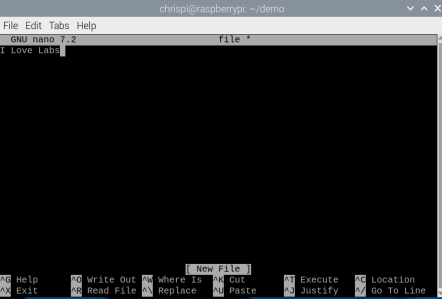 chrispi@raspberrypi: ~/demo
File Edit Tabs Help
GNU nano 7.2 file *
I Love Labs
[ New File ]
^G Help ^O Write Out ^W Where Is ^K Cut ^T Execute ^C Location
^X Exit ^R Read File ^\ Replace ^U Paste ^J Justify ^/ Go To Line